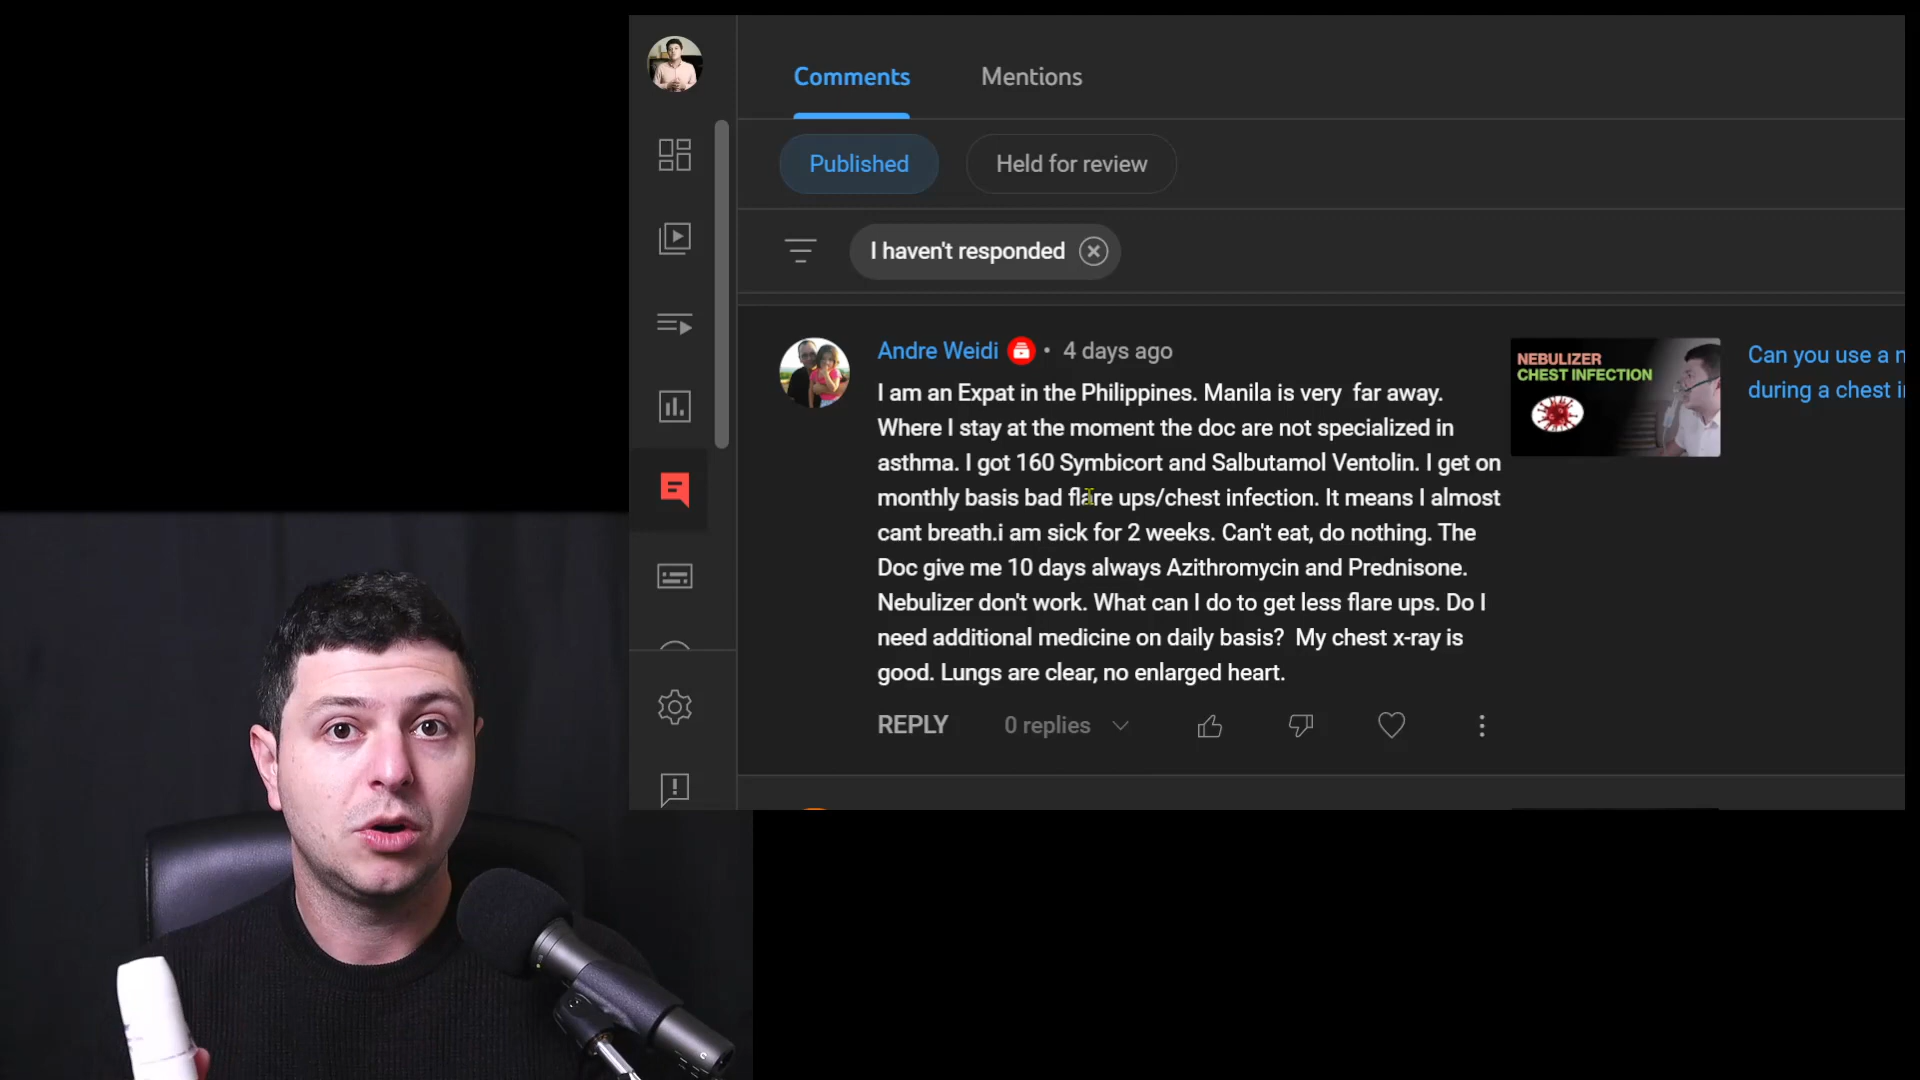 Comments
Mentions
Published
Held for review
I haven't responded
Andre Weidi • 4 days ago
I am an Expat in the Philippines. Manila is very  far away.
Where I stay at the moment the doc are not specialized in
asthma. I got 160 Symbicort and Salbutamol Ventolin. I get on
monthly basis bad flare ups/chest infection. It means I almost
cant breath.i am sick for 2 weeks. Can't eat, do nothing. The
Doc give me 10 days always Azithromycin and Prednisone.
Nebulizer don't work. What can I do to get less flare ups. Do I
need additional medicine on daily basis?  My chest x-ray is
good. Lungs are clear, no enlarged heart.
REPLY
0 replies
NEBULIZER
CHEST INFECTION
Can you use a
during a chest